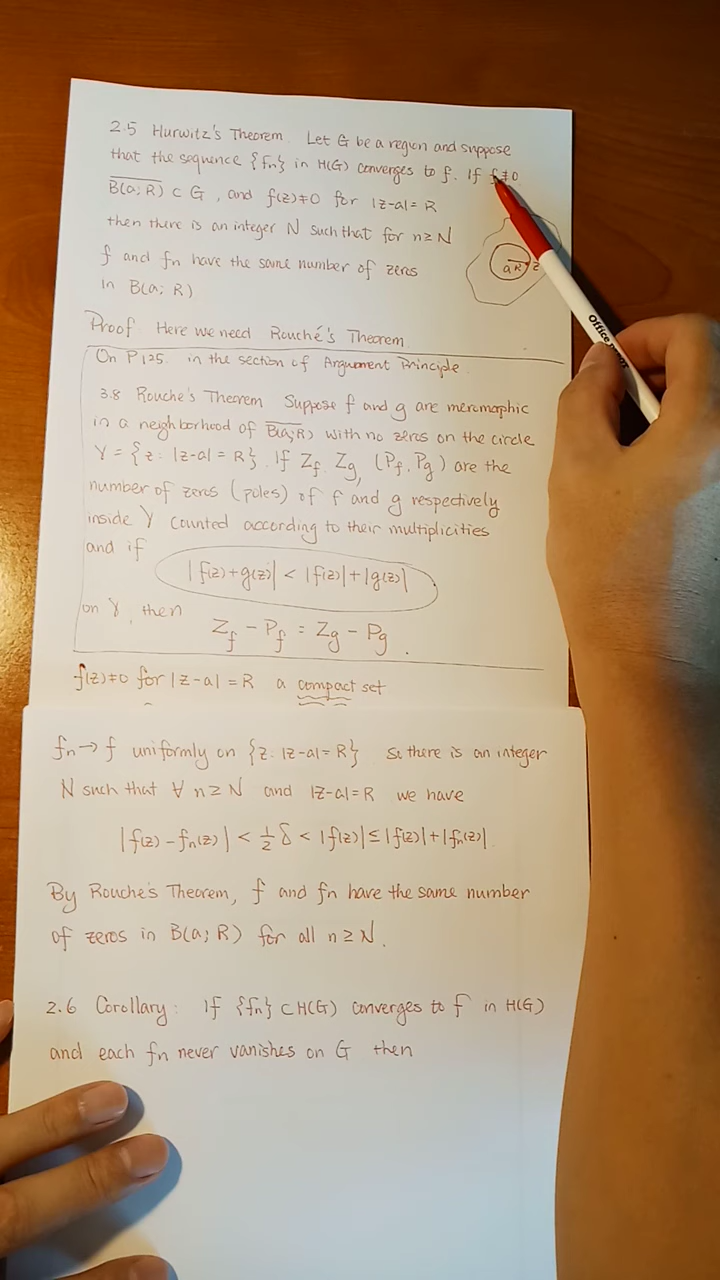 2.5 Hurwitz's Theorem. Let G be a region and suppose
that the sequence {fn} in H(G) converges to f. If f≢0
B̅(̅a̅;̅ ̅R̅)̅ ⊂ G, and f(z)≠0 for |z-a|= R
then there is an integer N such that for n≥N
f and fn have the same number of zeros
in B(a; R)
a R z
Proof Here we need Rouché's Theorem.
On P125. in the section of Argument Principle.
3.8 Rouche's Theorem Suppose f and g are meromorphic
in a neighborhood of B̅(̅a̅;̅R̅)̅ with no zeros on the circle
γ = {z: |z-a| = R}. If Zf, Zg, (Pf, Pg) are the
number of zeros (poles) of f and g respectively
inside γ counted according to their multiplicities
and if
|f(z)+g(z)| < |f(z)|+|g(z)|
on γ, then
Zf - Pf = Zg - Pg.
f(z)≠0 for |z-a| = R a compact set
fn → f uniformly on {z: |z-a|= R} So there is an integer
N such that ∀ n≥N and |z-a|=R we have
|f(z) - fn(z)| < ½ δ < |f(z)| ≤ |f(z)|+|fn(z)|
By Rouche's Theorem, f and fn have the same number
of zeros in B(a; R) for all n≥N.
2.6 Corollary: If {fn} ⊂ H(G) converges to f in H(G)
and each fn never vanishes on G then